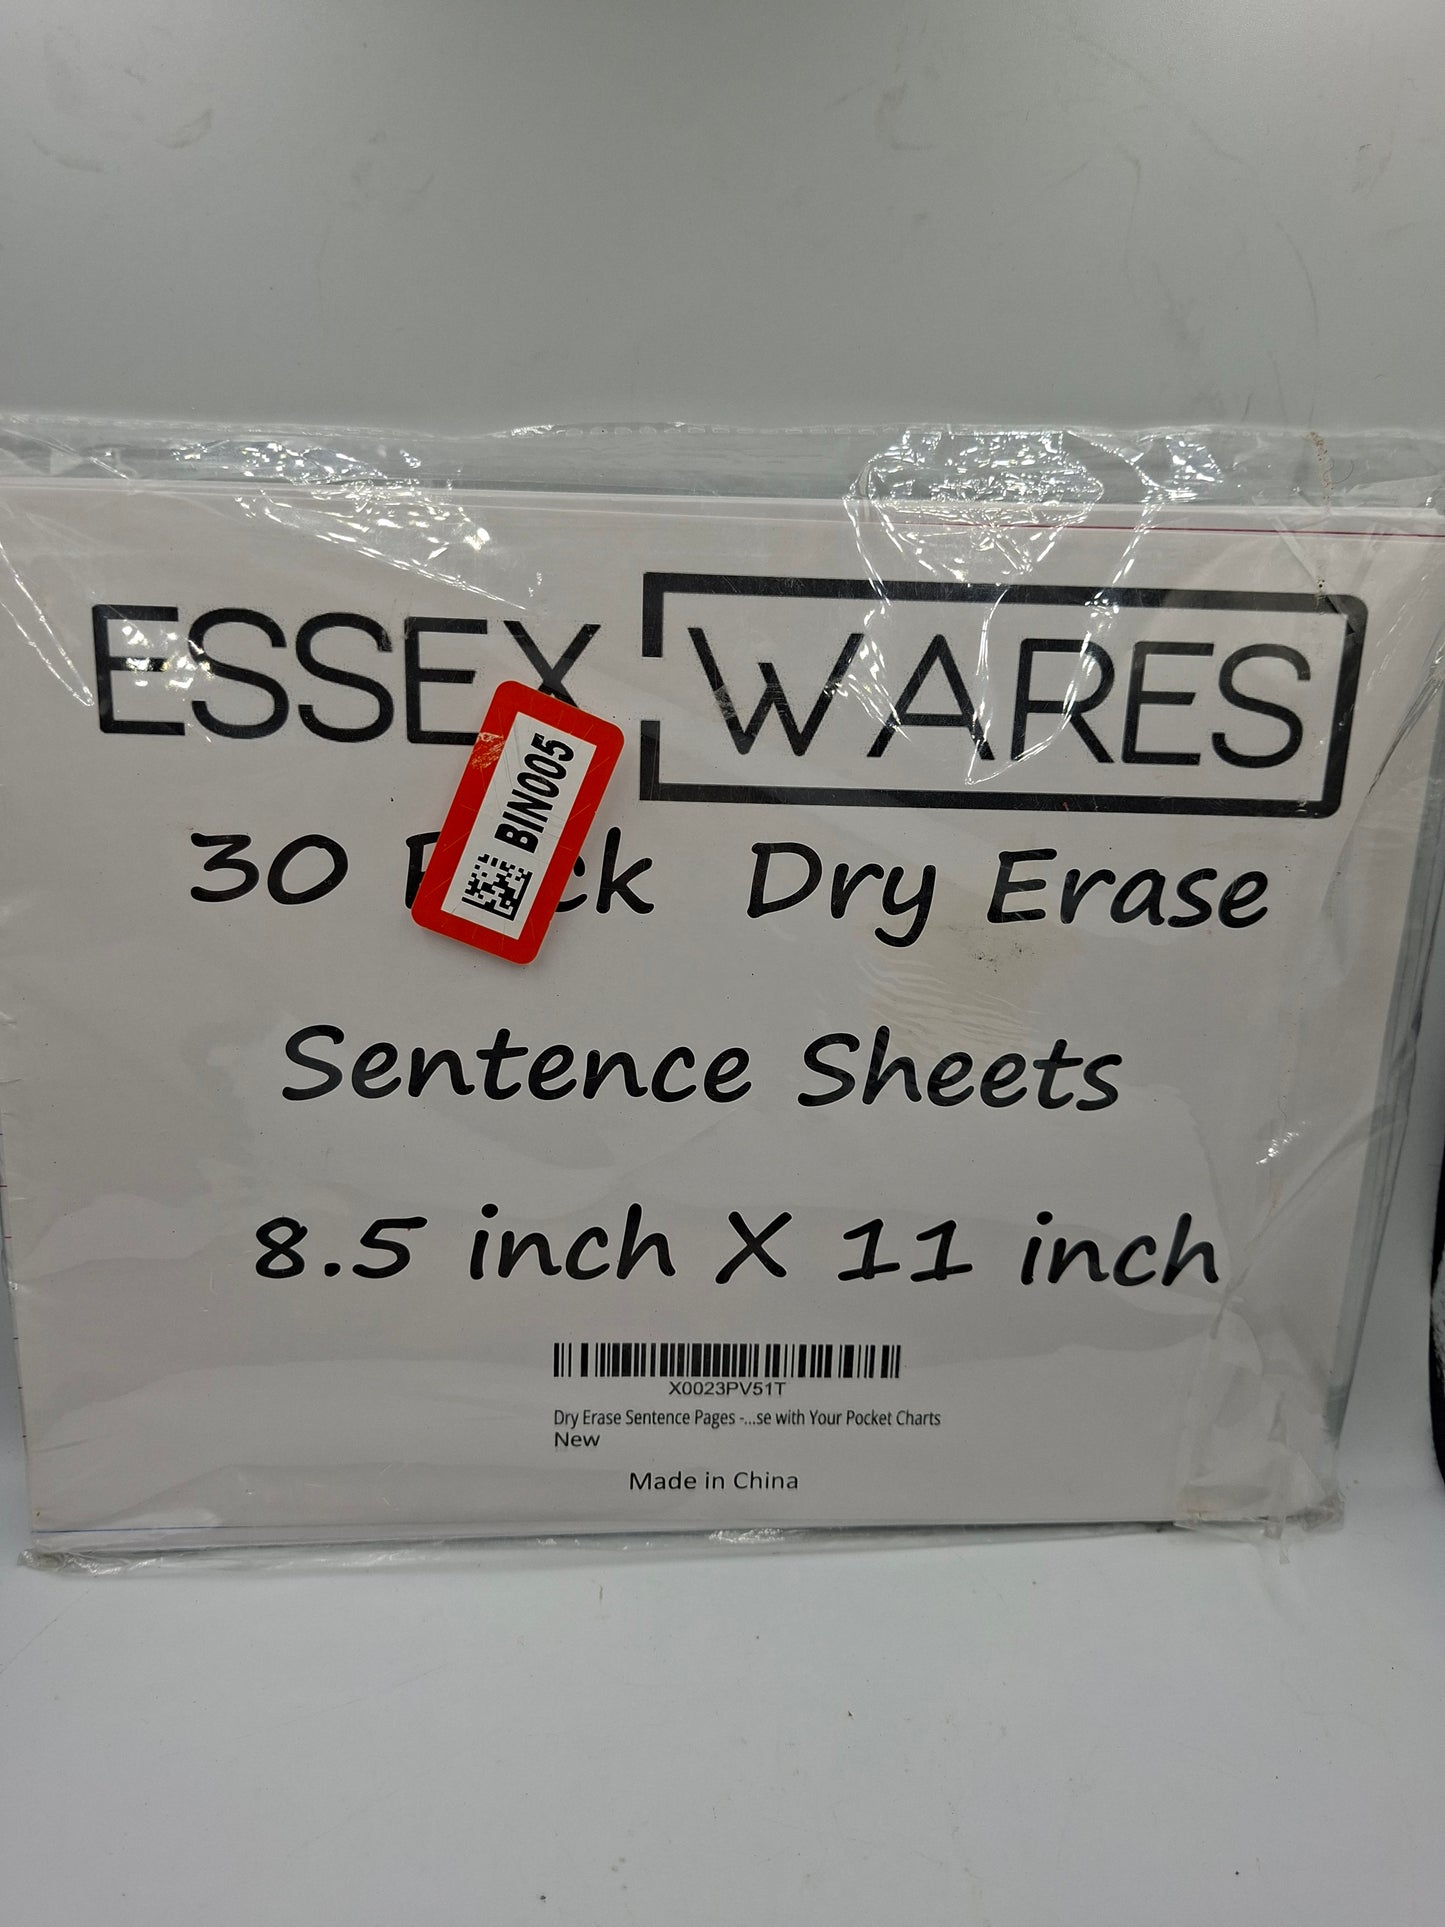 ESSEX WARES
BIN005
30 Pack Dry Erase
Sentence Sheets
8.5 inch X 11 inch
X0023PV51T
Dry Erase Sentence Pages -...se with Your Pocket Charts
New
Made in China